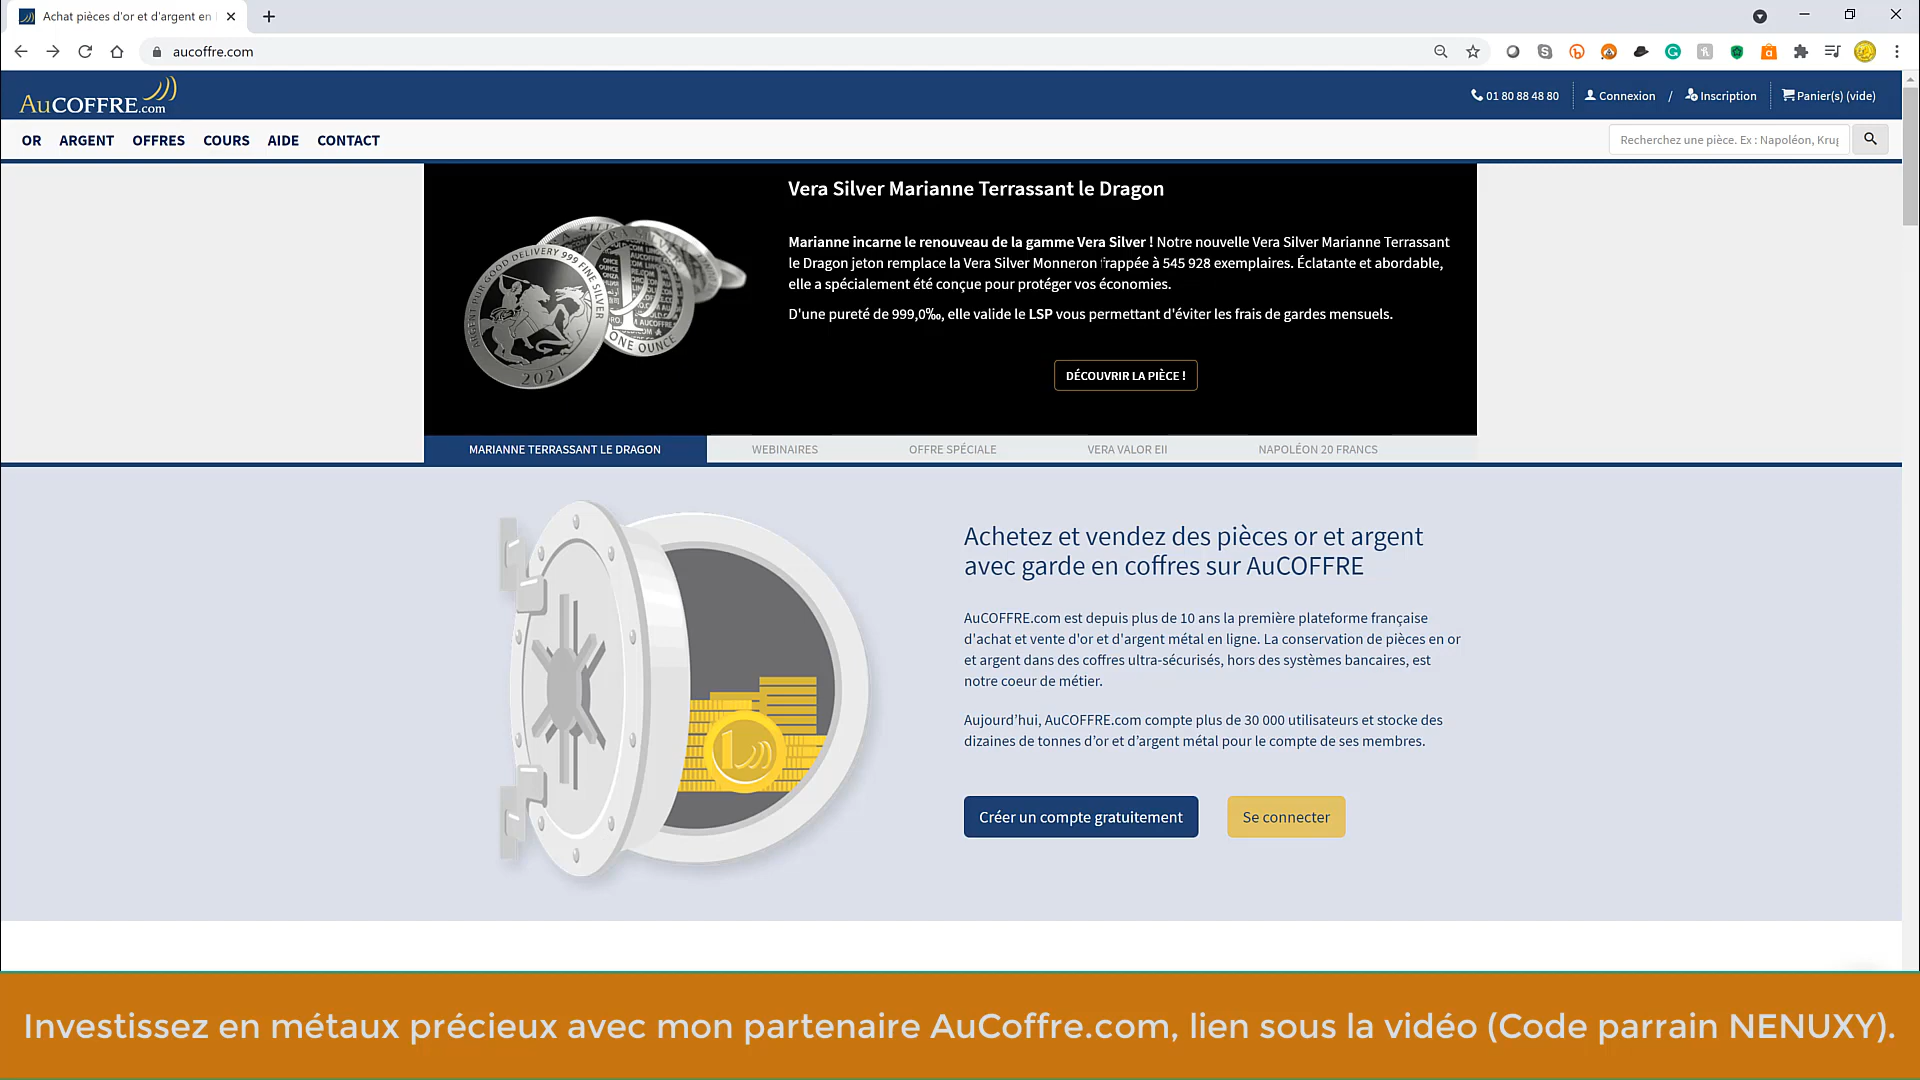 Achat pièces d'or et d'argent en
aucoffre.com
AuCOFFRE.com
01 80 88 48 80
Connexion / Inscription
Panier(s) (vide)
OR ARGENT OFFRES COURS AIDE CONTACT
Recherchez une pièce. Ex : Napoléon, Krug
Vera Silver Marianne Terrassant le Dragon
Marianne incarne le renouveau de la gamme Vera Silver ! Notre nouvelle Vera Silver Marianne Terrassant
le Dragon jeton remplace la Vera Silver Monneron frappée à 545 928 exemplaires. Éclatante et abordable,
elle a spécialement été conçue pour protéger vos économies.
D'une pureté de 999,0‰, elle valide le LSP vous permettant d'éviter les frais de gardes mensuels.
DÉCOUVRIR LA PIÈCE !
ARGENT PUR GOOD DELIVERY 999 FINE SILVER
2021
ONE OUNCE
MARIANNE TERRASSANT LE DRAGON
WEBINAIRES
OFFRE SPÉCIALE
VERA VALOR EII
NAPOLÉON 20 FRANCS
Achetez et vendez des pièces or et argent
avec garde en coffres sur AuCOFFRE
AuCOFFRE.com est depuis plus de 10 ans la première plateforme française
d'achat et vente d'or et d'argent métal en ligne. La conservation de pièces en or
et argent dans des coffres ultra-sécurisés, hors des systèmes bancaires, est
notre coeur de métier.
Aujourd’hui, AuCOFFRE.com compte plus de 30 000 utilisateurs et stocke des
dizaines de tonnes d’or et d’argent métal pour le compte de ses membres.
Créer un compte gratuitement
Se connecter
Investissez en métaux précieux avec mon partenaire AuCoffre.com, lien sous la vidéo (Code parrain NENUXY).